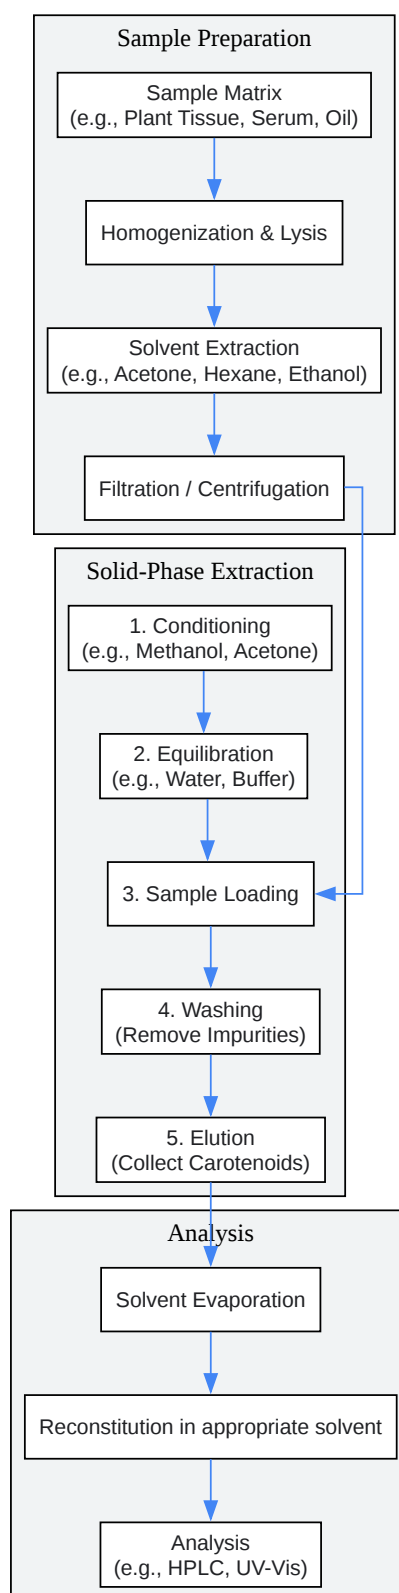 Sample Preparation
Sample Matrix
(e.g., Plant Tissue, Serum, Oil)
Homogenization & Lysis
Solvent Extraction
(e.g., Acetone, Hexane, Ethanol)
Filtration / Centrifugation
Solid-Phase Extraction
1. Conditioning
(e.g., Methanol, Acetone)
2. Equilibration
(e.g., Water, Buffer)
3. Sample Loading
4. Washing
(Remove Impurities)
5. Elution
(Collect Carotenoids)
Analysis
Solvent Evaporation
Reconstitution in appropriate solvent
Analysis
(e.g., HPLC, UV-Vis)